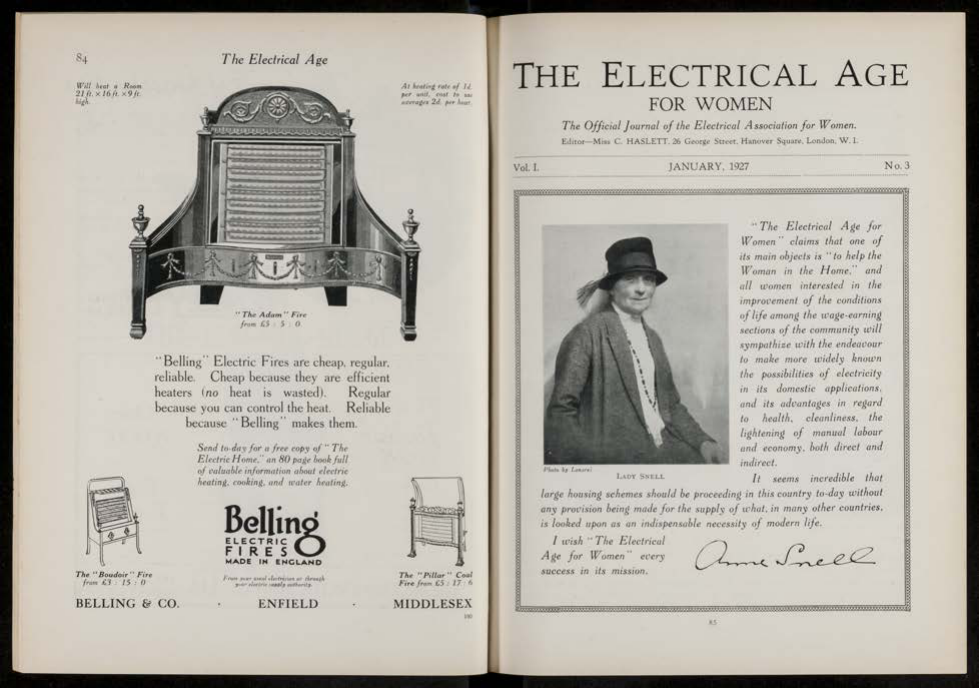 84
The Electrical Age
Will heat a Room
21 ft. × 16 ft. × 9 ft.
high.
At heating rate of 1d.
per unit, cost to
averages 2d. per hour.
"The Adam" Fire
from £5 : 5 : 0
"Belling" Electric Fires are cheap, regular,
reliable. Cheap because they are efficient
heaters (no heat is wasted). Regular
because you can control the heat. Reliable
because "Belling" makes them.
Send to-day for a free copy of "The
Electric Home," an 80 page book full
of valuable information about electric
heating, cooking, and water heating.
Belling
ELECTRIC
FIRES
MADE IN ENGLAND
From your usual electrician or through
your electric supply authority.
The "Boudoir" Fire
from £3 : 15 : 0
The "Pillar" Coal
Fire from £5 : 17 : 6
BELLING & CO. · ENFIELD · MIDDLESEX
THE ELECTRICAL AGE
FOR WOMEN
The Official Journal of the Electrical Association for Women.
Editor—Miss C. HASLETT, 26 George Street, Hanover Square, London, W. 1.
Vol. I. JANUARY, 1927 No. 3
"The Electrical Age for
Women" claims that one of
its main objects is "to help the
Woman in the Home," and
all women interested in the
improvement of the conditions
of life among the wage-earning
sections of the community will
sympathize with the endeavour
to make more widely known
the possibilities of electricity
in its domestic applications,
and its advantages in regard
to health, cleanliness, the
lightening of manual labour
and economy, both direct and
indirect.
Photo by
LADY SNELL
It seems incredible that
large housing schemes should be proceeding in this country to-day without
any provision being made for the supply of what, in many other countries,
is looked upon as an indispensable necessity of modern life.
I wish "The Electrical
Age for Women" every
success in its mission.
Anne Snell
85